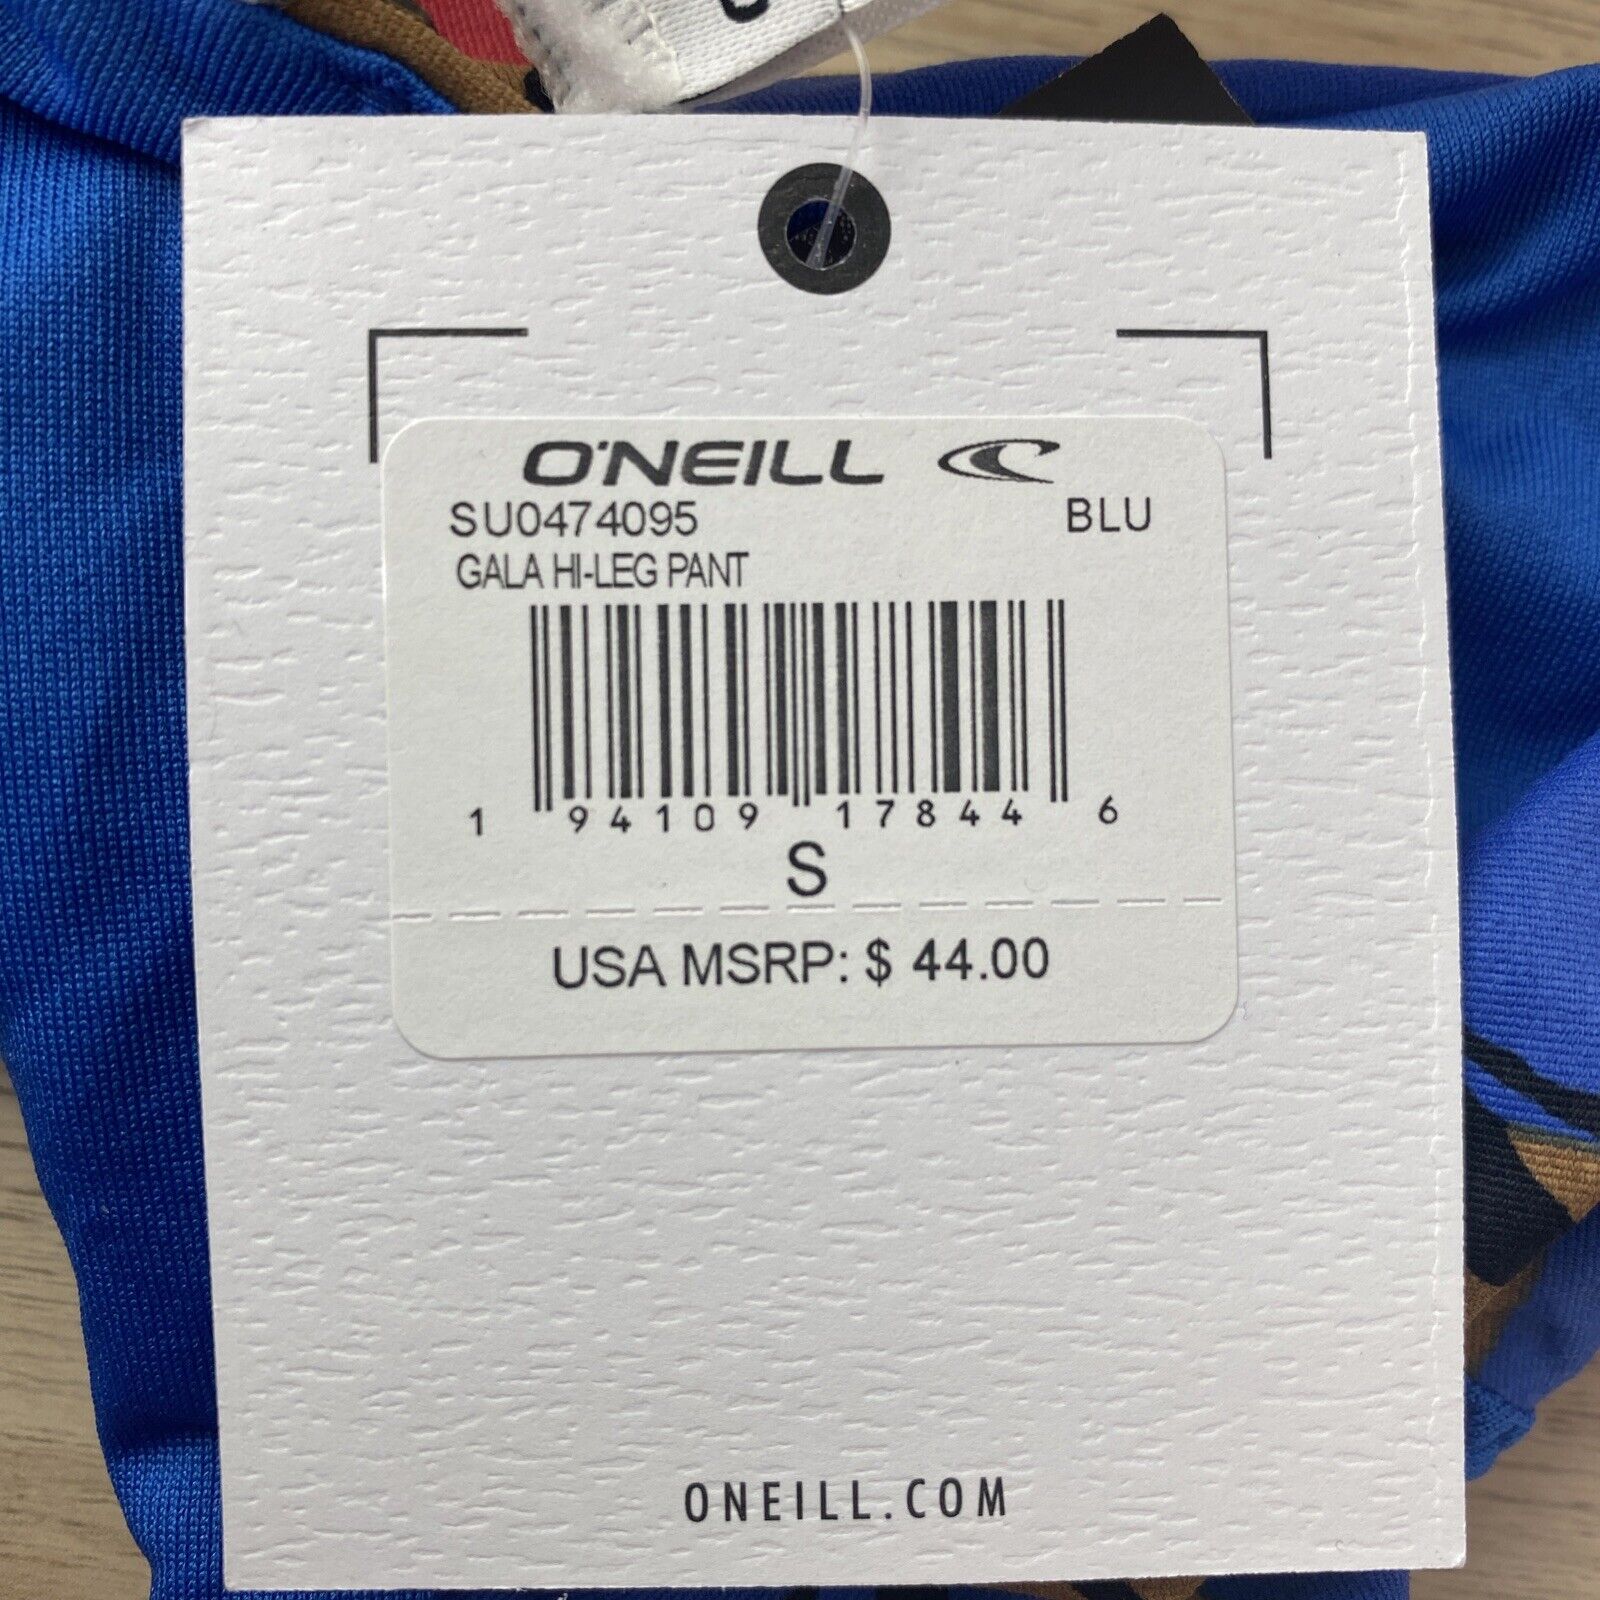 O'NEILL
SU0474095 BLU
GALA HI-LEG PANT
1 94109 17844 6
S
USA MSRP: $ 44.00
ONEILL.COM